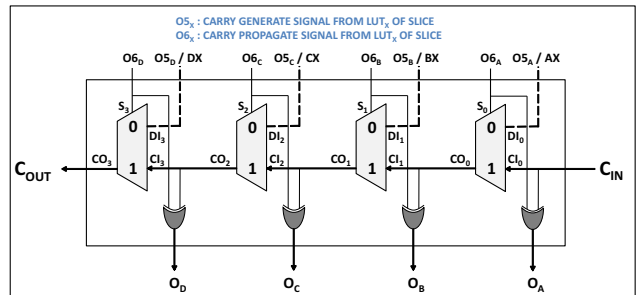 O5X : CARRY GENERATE SIGNAL FROM LUTX OF SLICE
O6X : CARRY PROPAGATE SIGNAL FROM LUTX OF SLICE
O6D O5D / DX O6C O5C / CX O6B O5B / BX O6A O5A / AX
S3 S2 S1 S0
0 DI3 0 DI2 0 DI1 0 DI0
COUT CO3 1 CI3 CO2 1 CI2 CO1 1 CI1 CO0 1 CI0 CIN
OD OC OB OA